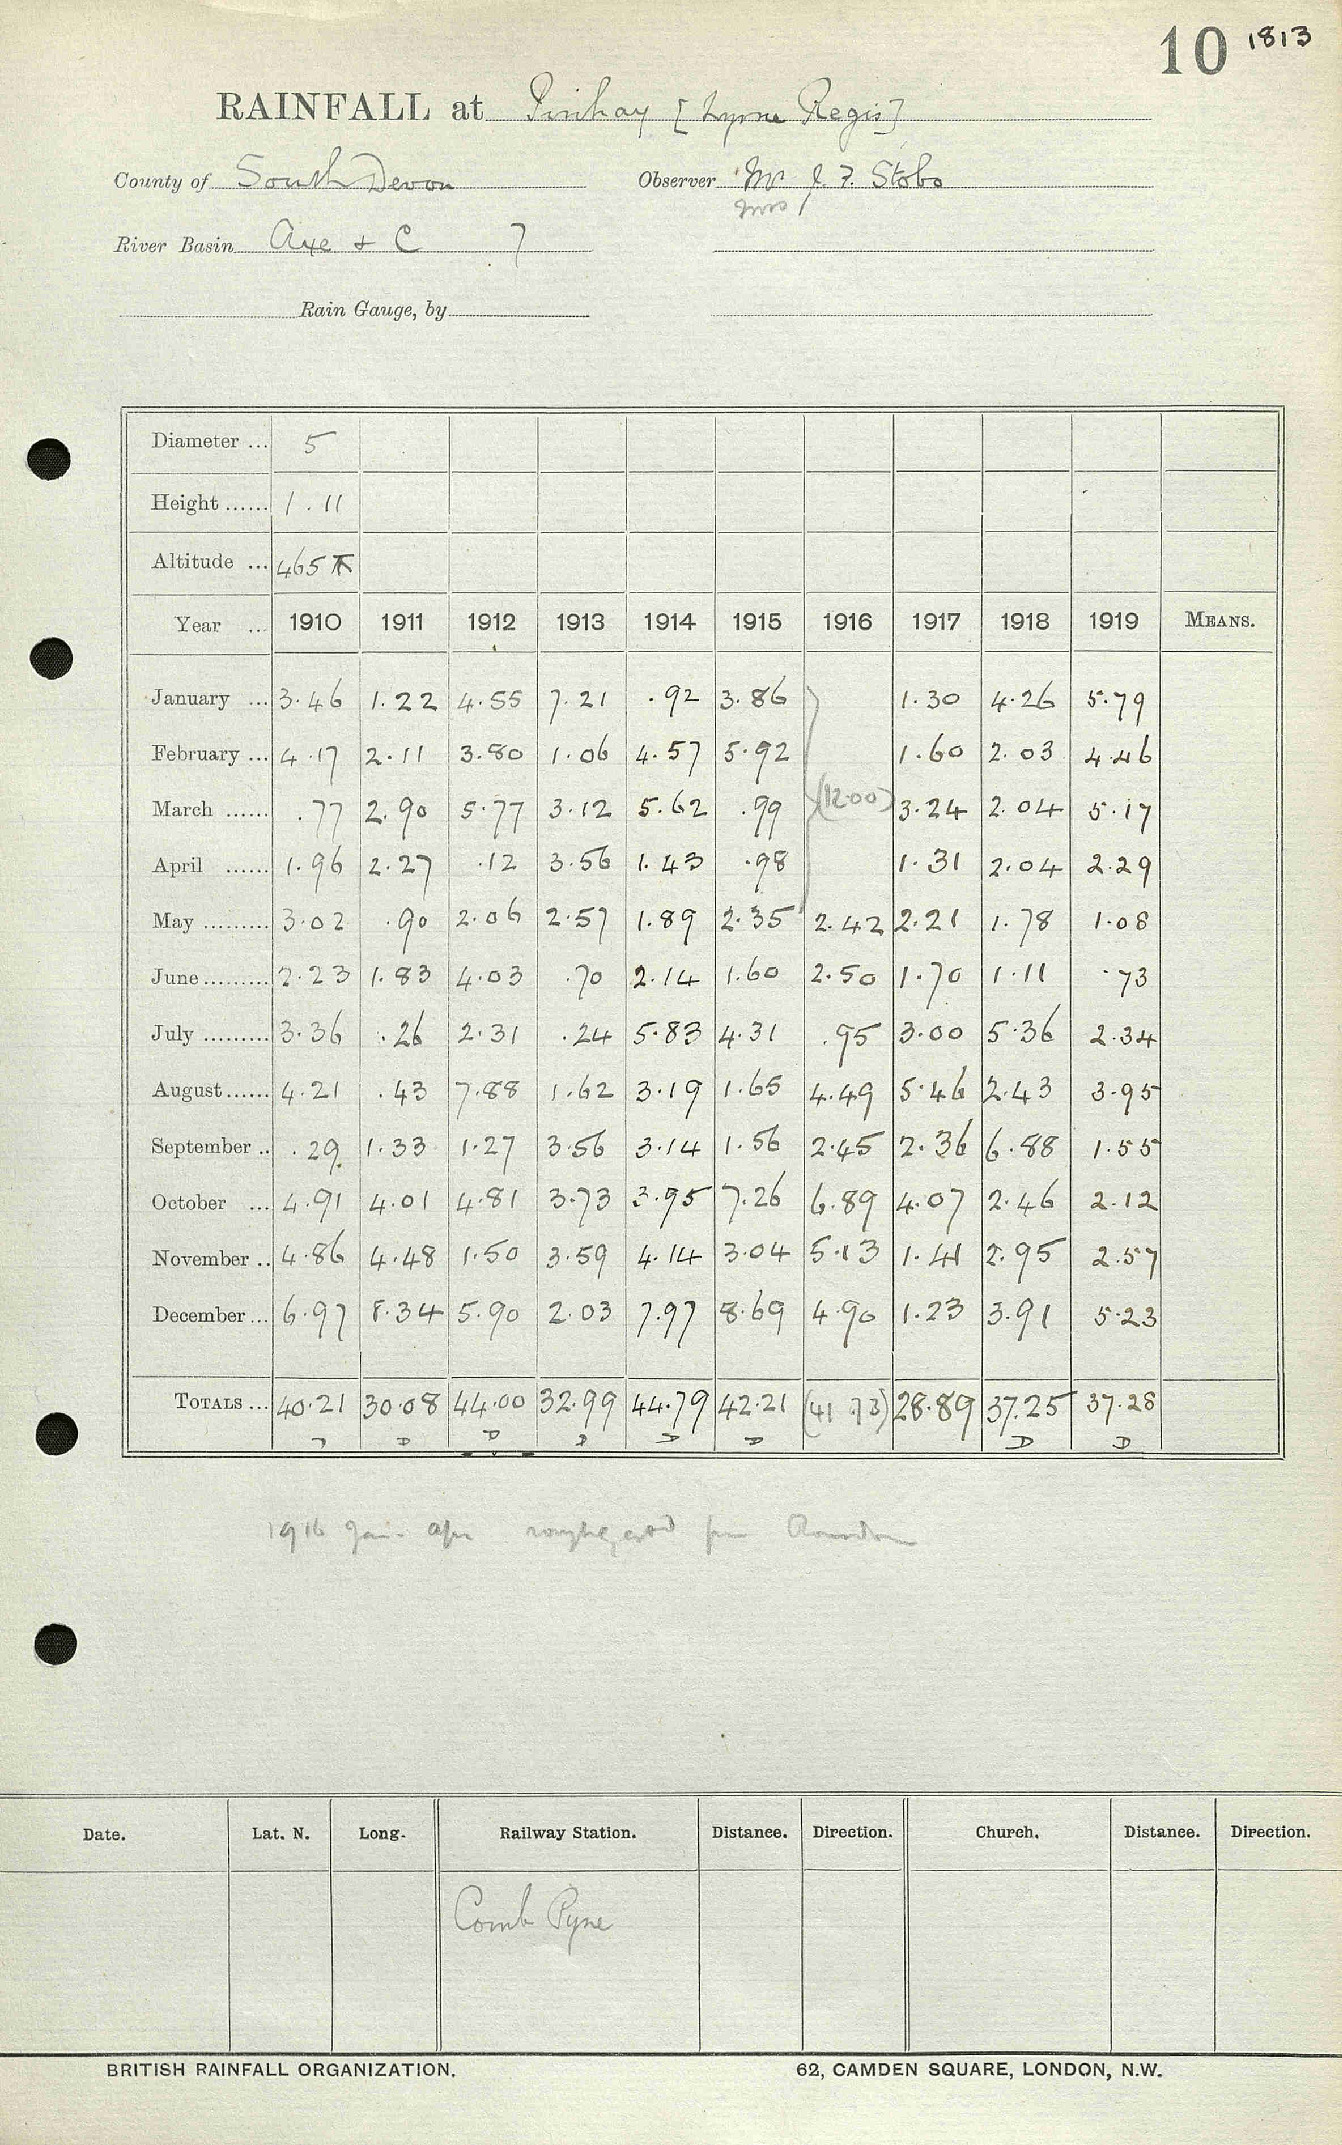 10 1813
RAINFALL at Pinhay [Lyme Regis]
County of South Devon Observer Mr J. F. Stobo
Mrs
River Basin Axe & C 7
Rain Gauge, by
Diameter ... 5
Height ...... 1.11
Altitude ... 465
Year ... 1910 1911 1912 1913 1914 1915 1916 1917 1918 1919 MEANS.
January ... 3.46 1.22 4.55 7.21 .92 3.86 1.30 4.26 5.79
February ... 4.17 2.11 3.80 1.06 4.57 5.92 1.60 2.03 4.46
March ...... .77 2.90 5.77 3.12 5.62 .99 (12.00) 3.24 2.04 5.17
April ...... 1.96 2.27 .12 3.56 1.43 .98 1.31 2.04 2.29
May ......... 3.02 .90 2.06 2.57 1.89 2.35 2.42 2.21 1.78 1.08
June ......... 2.23 1.83 4.03 .70 2.14 1.60 2.50 1.70 1.11 .73
July ......... 3.36 .26 2.31 .24 5.83 4.31 .95 3.00 5.36 2.34
August ...... 4.21 .43 7.88 1.62 3.19 1.65 4.49 5.46 2.43 3.95
September .. .29 1.33 1.27 3.56 3.14 1.56 2.45 2.36 6.88 1.55
October ... 4.91 4.01 4.81 3.73 3.95 7.26 6.89 4.07 2.46 2.12
November .. 4.86 4.48 1.50 3.59 4.14 3.04 5.13 1.41 2.95 2.57
December ... 6.97 8.34 5.90 2.03 7.97 8.69 4.90 1.23 3.91 5.23
TOTALS ... 40.21 30.08 44.00 32.99 44.79 42.21 (41.73) 28.89 37.25 37.28
D D D D D D D D
1916 Jan - Apr roughly estd from Rousdon
Date. Lat. N. Long. Railway Station. Distance. Direction. Church. Distance. Direction.
Comb Pyne
BRITISH RAINFALL ORGANIZATION. 62, CAMDEN SQUARE, LONDON, N.W.